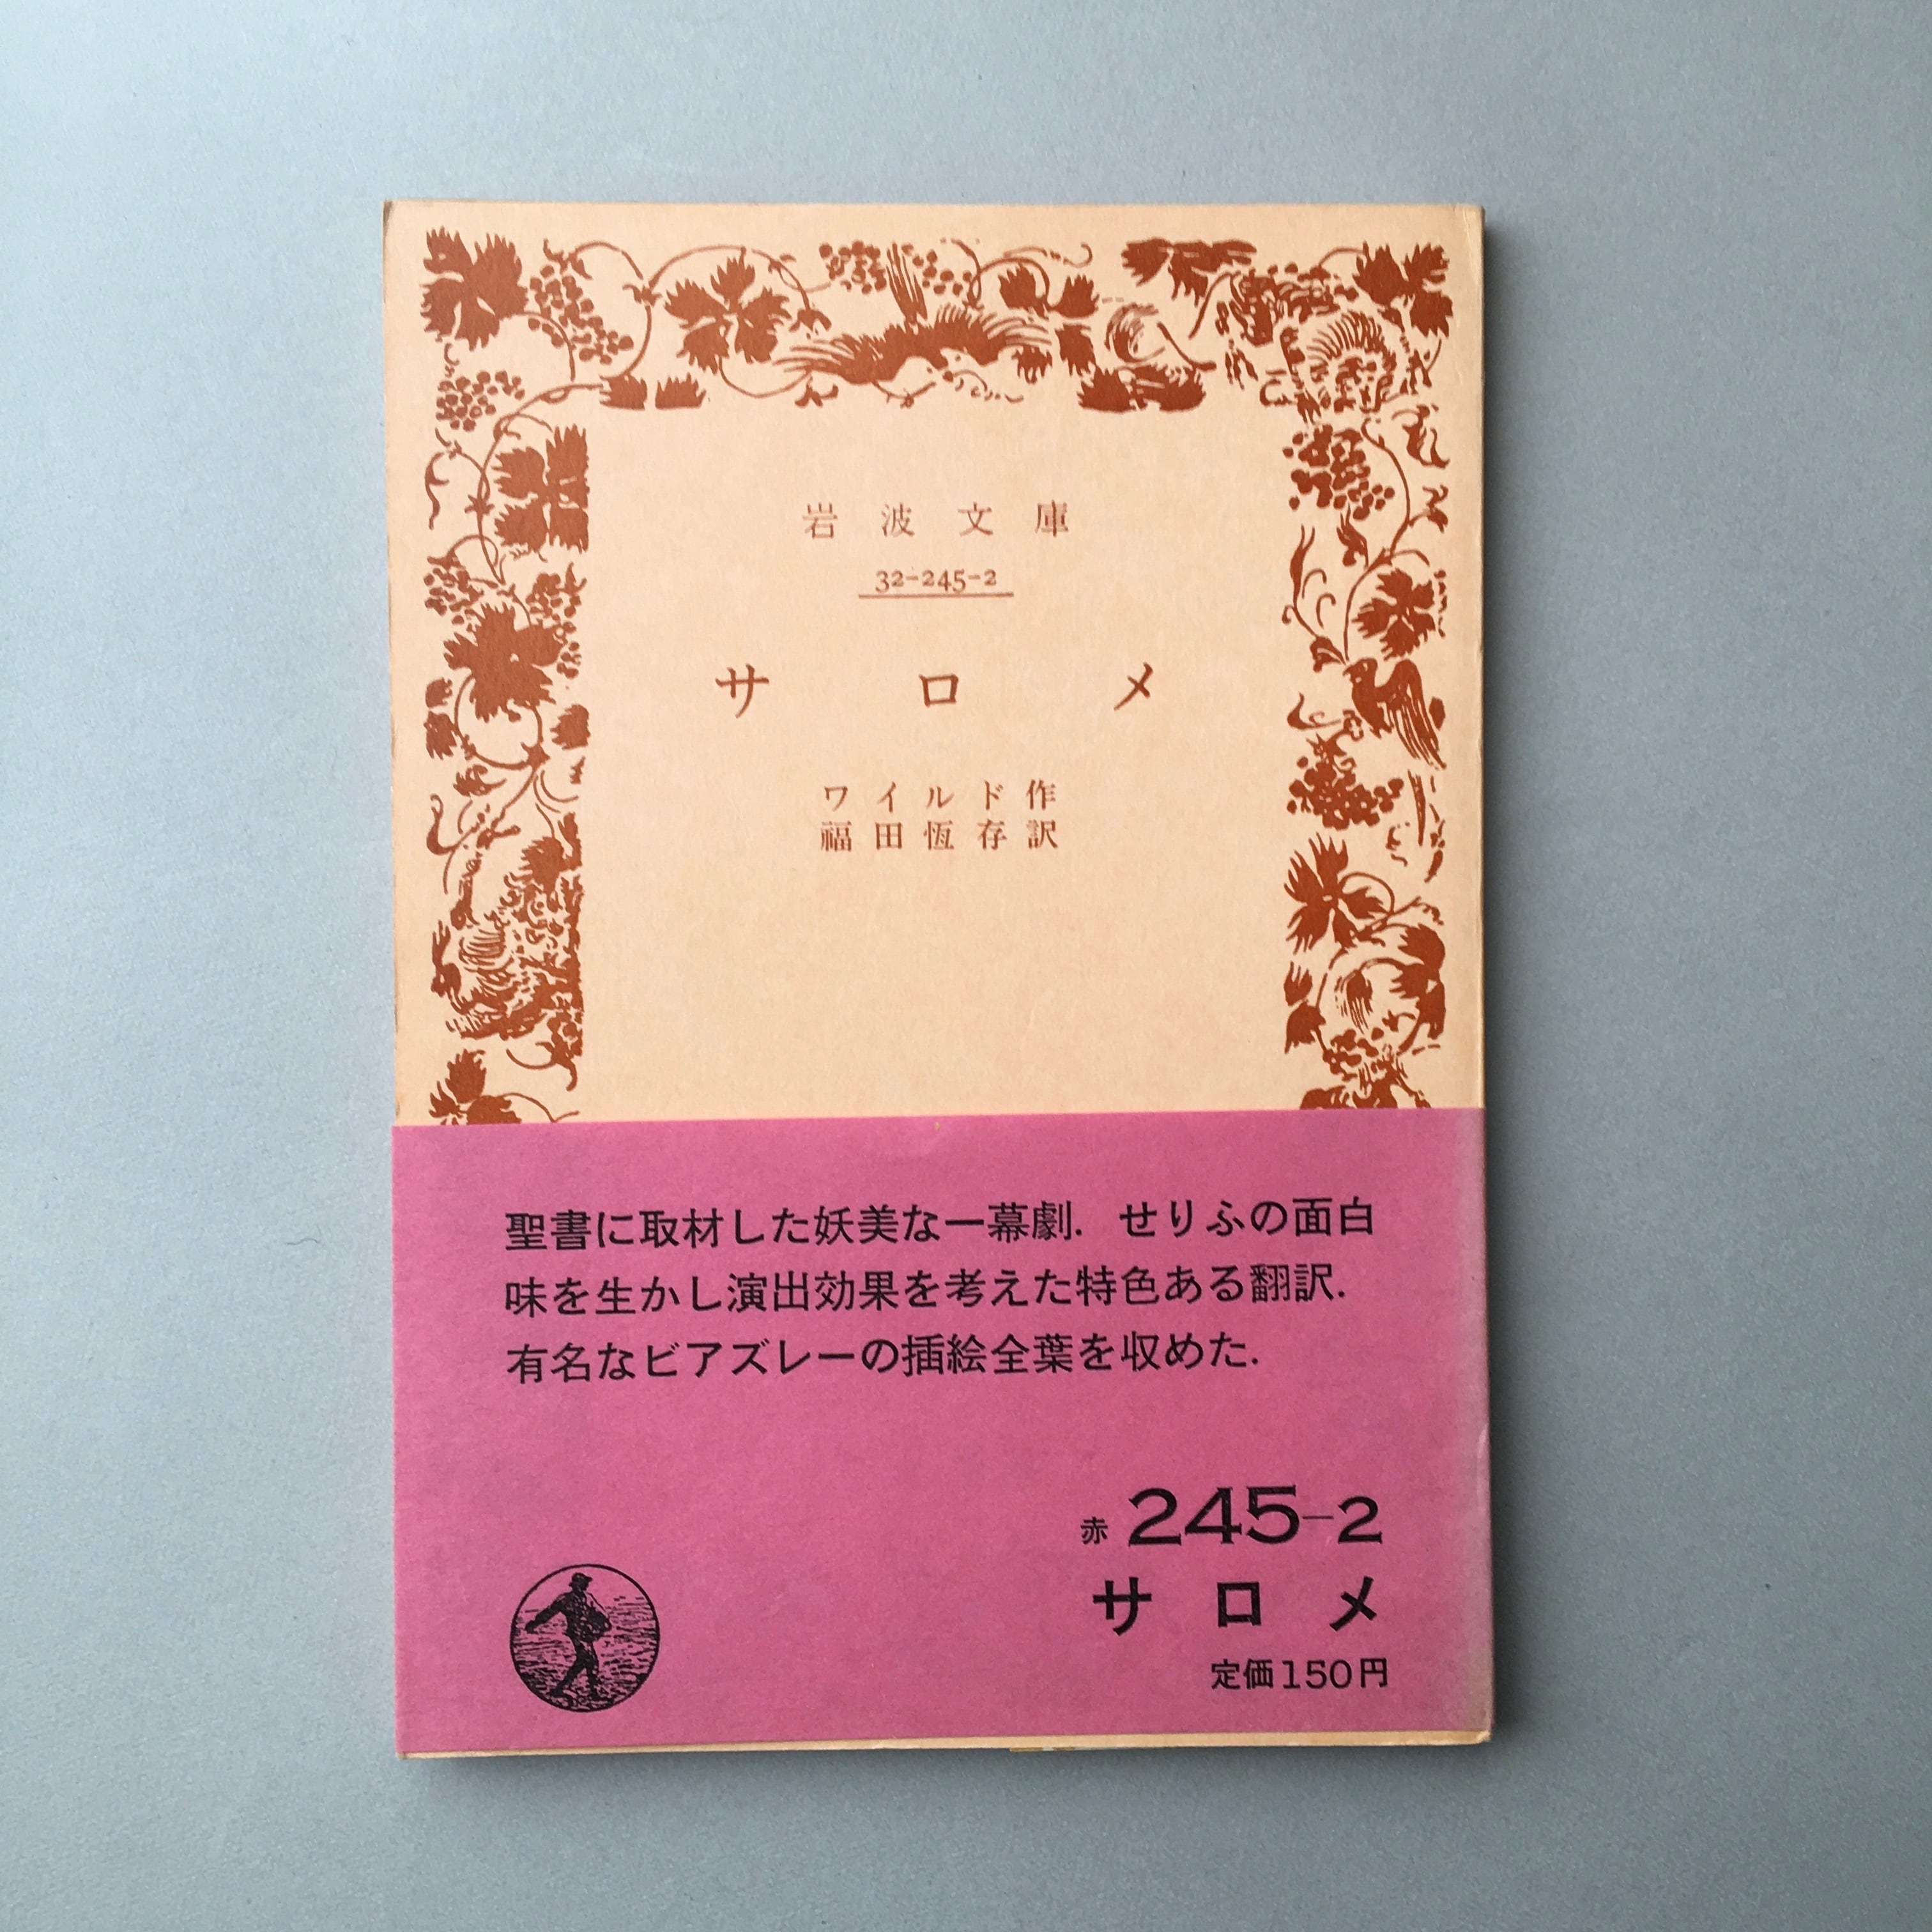 岩波文庫
32-245-2
サロメ
ワイルド作
福田恆存訳
聖書に取材した妖美な一幕劇．せりふの面白
味を生かし演出効果を考えた特色ある翻訳．
有名なビアズレーの挿絵全葉を収めた．
赤 245-2
サロメ
定価150円